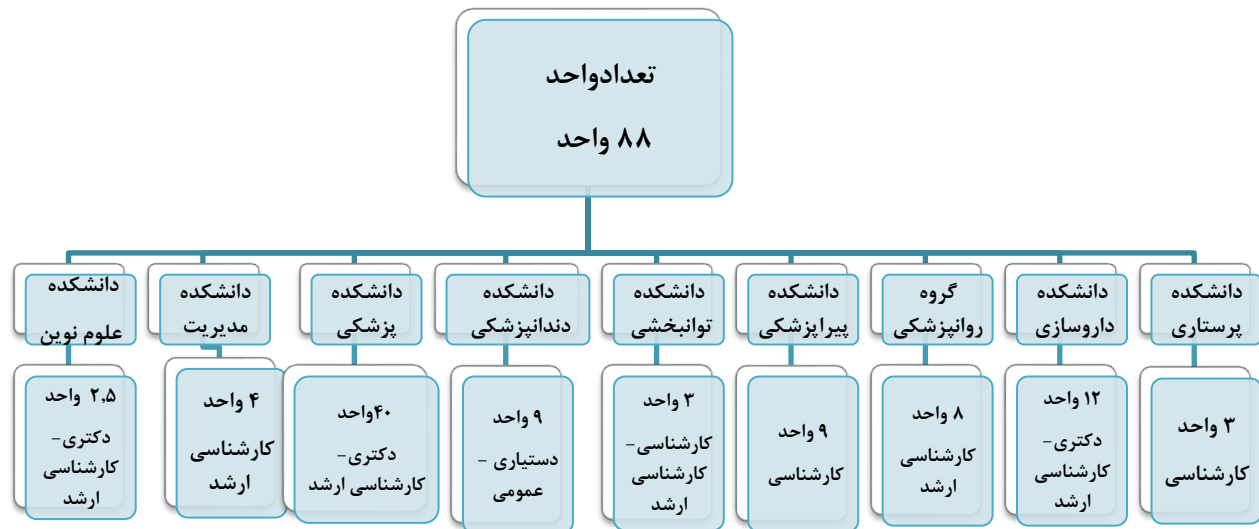 تعدادواحد
۸۸ واحد
دانشکده
پرستاری
۳ واحد
کارشناسی
دانشکده
داروسازی
۱۲ واحد
دکتری-
کارشناسی
ارشد
گروه
روانپزشکی
۸ واحد
کارشناسی
ارشد
دانشکده
پیراپزشکی
۹ واحد
کارشناسی
دانشکده
توانبخشی
۳ واحد
کارشناسی-
کارشناسی
ارشد
دانشکده
دندانپزشکی
۹ واحد
دستیاری -
عمومی
دانشکده
پزشکی
۴۰واحد
دکتری-
کارشناسی ارشد
دانشکده
مدیریت
۴ واحد
کارشناسی
ارشد
دانشکده
علوم نوین
۲,۵ واحد
دکتری-
کارشناسی
ارشد